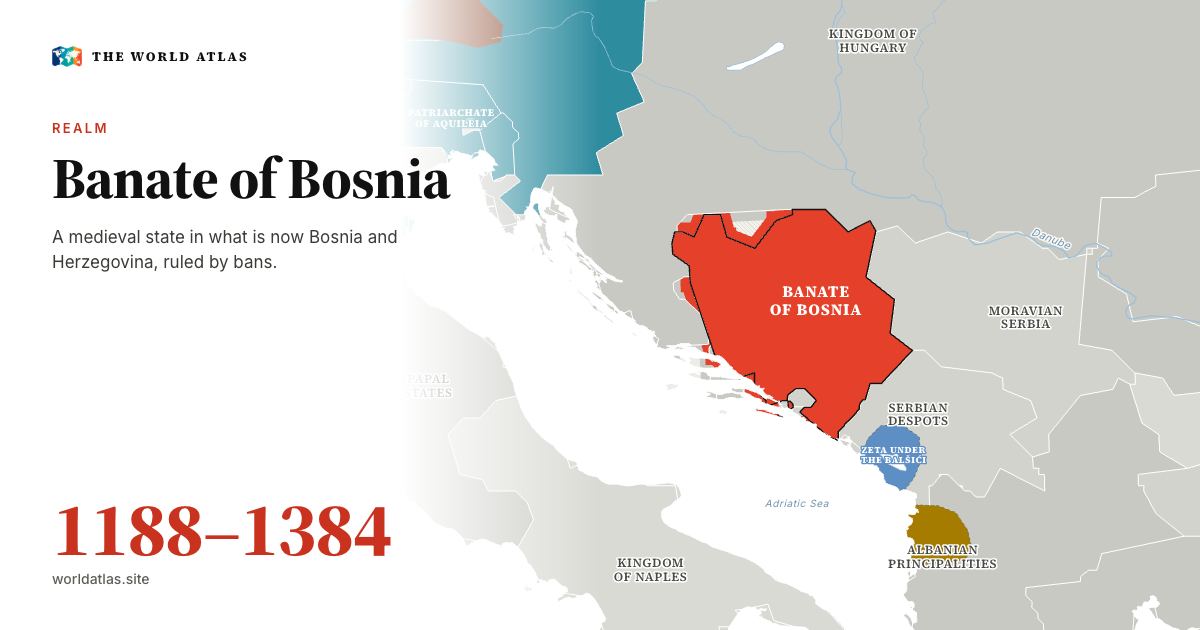 THE WORLD ATLAS
REALM
Banate of Bosnia
A medieval state in what is now Bosnia and
Herzegovina, ruled by bans.
1188–1384
worldatlas.site
KINGDOM OF
HUNGARY
PATRIARCHATE
OF AQUILEIA
Danube
BANATE
OF BOSNIA
MORAVIAN
SERBIA
PAPAL
STATES
SERBIAN
DESPOTS
ZETA UNDER
THE BALŠIĆI
Adriatic Sea
ALBANIAN
PRINCIPALITIES
KINGDOM
OF NAPLES